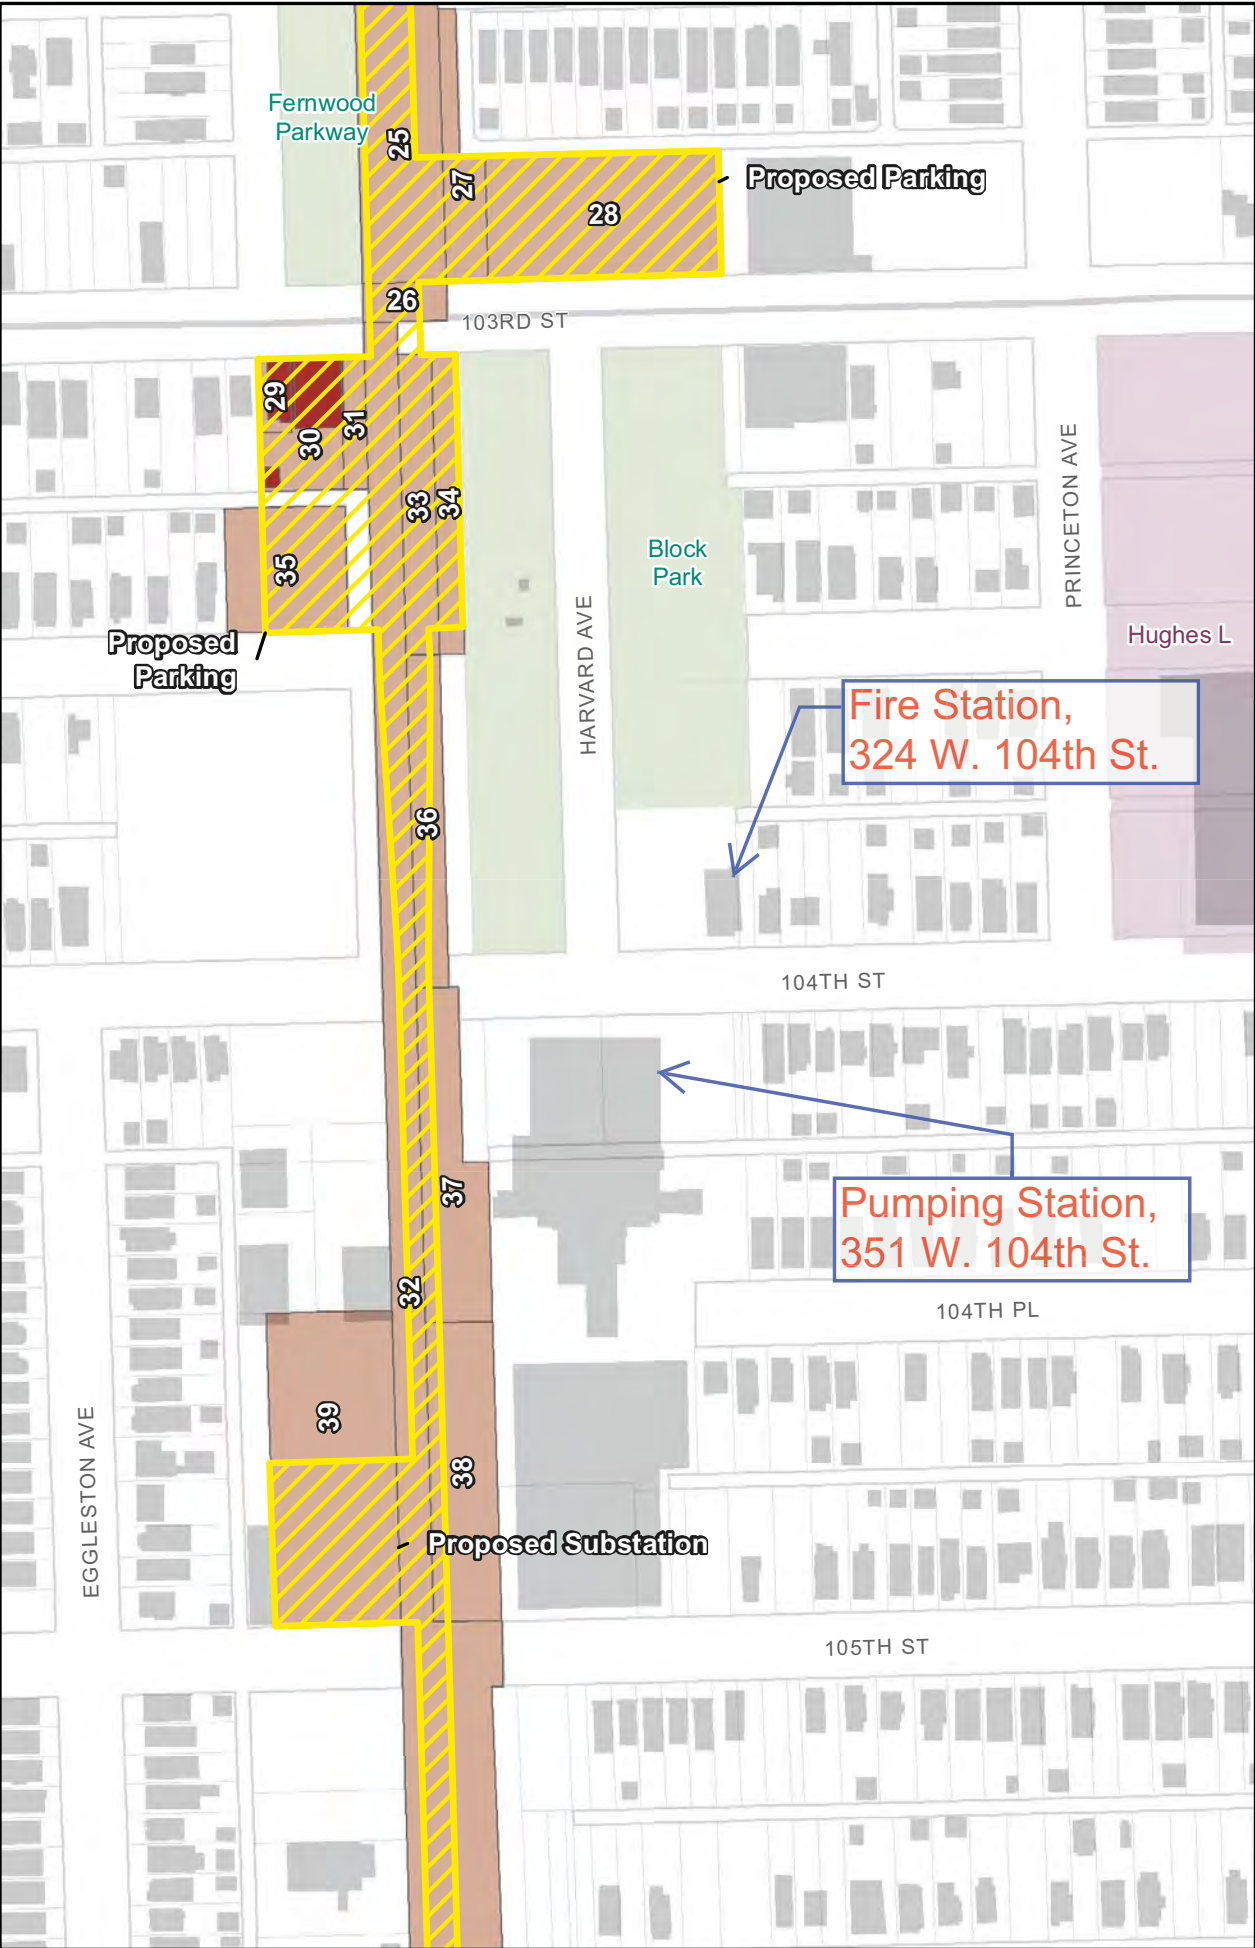 Fernwood
Parkway
25
27
28
Proposed Parking
26
103RD ST
29
30
31
33
34
35
Proposed
Parking
Block
Park
HARVARD AVE
PRINCETON AVE
Hughes L
Fire Station,
324 W. 104th St.
36
104TH ST
37
32
Pumping Station,
351 W. 104th St.
104TH PL
39
38
EGGLESTON AVE
Proposed Substation
105TH ST